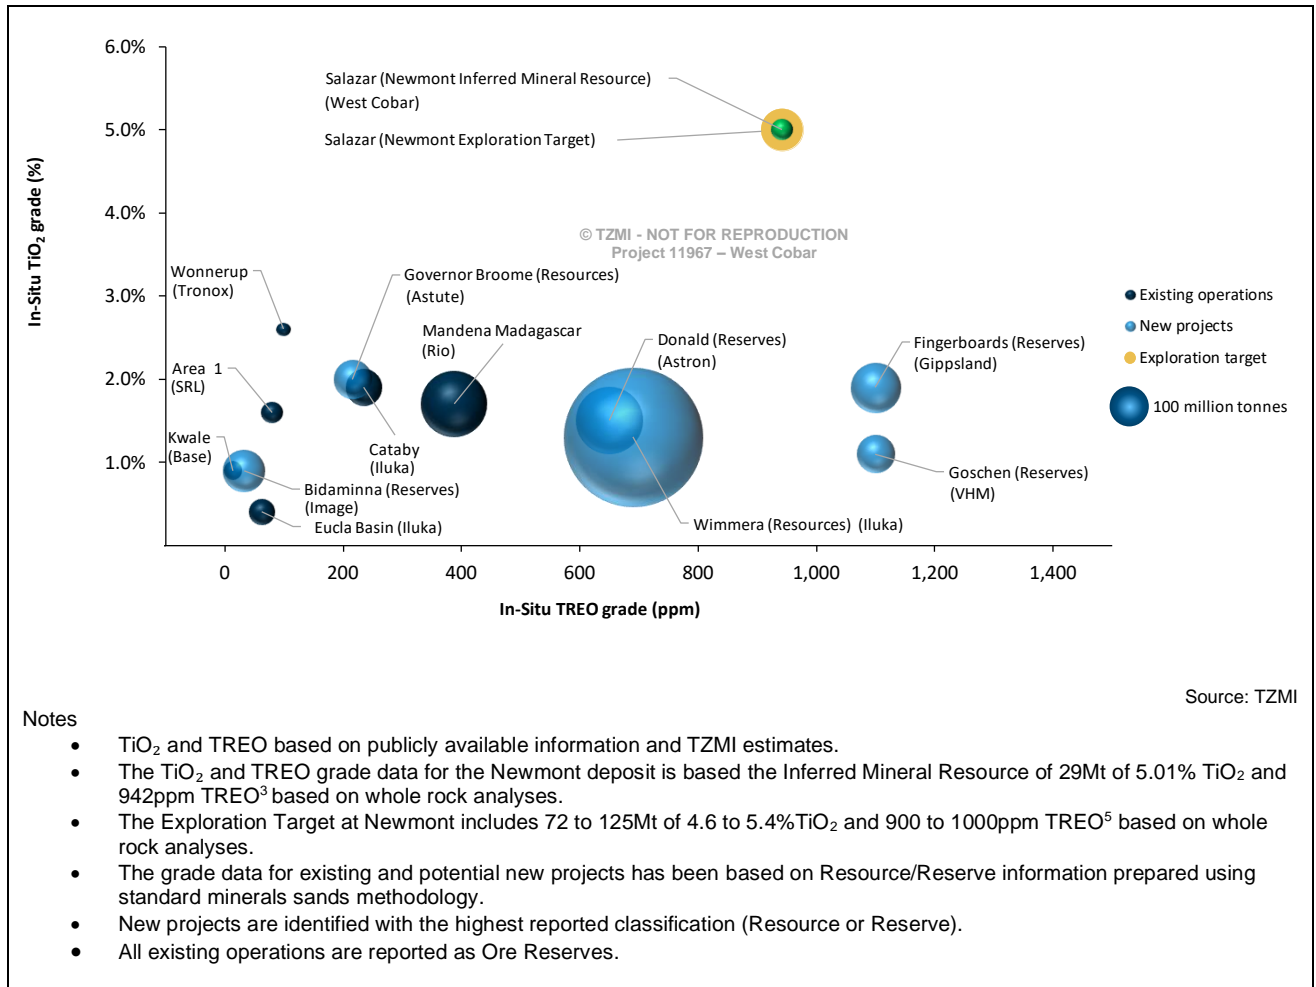 6.0%
5.0%
4.0%
3.0%
2.0%
1.0%
In-Situ TiO₂ grade (%)
Salazar (Newmont Inferred Mineral Resource)
(West Cobar)
Salazar (Newmont Exploration Target)
© TZMI - NOT FOR REPRODUCTION
Project 11967 – West Cobar
Wonnerup
(Tronox)
Governor Broome (Resources)
(Astute)
Mandena Madagascar
(Rio)
Donald (Reserves)
(Astron)
Fingerboards (Reserves)
(Gippsland)
Area 1
(SRL)
Kwale
(Base)
Cataby
(Iluka)
Bidaminna (Reserves)
(Image)
Eucla Basin (Iluka)
Wimmera (Resources) (Iluka)
Goschen (Reserves)
(VHM)
Existing operations
New projects
Exploration target
100 million tonnes
0 200 400 600 800 1,000 1,200 1,400
In-Situ TREO grade (ppm)
Source: TZMI
Notes
• TiO₂ and TREO based on publicly available information and TZMI estimates.
• The TiO₂ and TREO grade data for the Newmont deposit is based the Inferred Mineral Resource of 29Mt of 5.01% TiO₂ and
942ppm TREO³ based on whole rock analyses.
• The Exploration Target at Newmont includes 72 to 125Mt of 4.6 to 5.4%TiO₂ and 900 to 1000ppm TREO⁵ based on whole
rock analyses.
• The grade data for existing and potential new projects has been based on Resource/Reserve information prepared using
standard minerals sands methodology.
• New projects are identified with the highest reported classification (Resource or Reserve).
• All existing operations are reported as Ore Reserves.